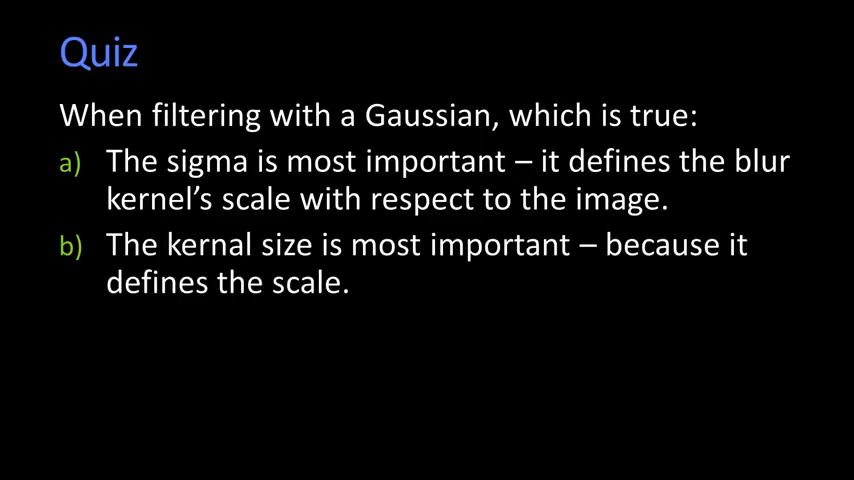 Quiz
When filtering with a Gaussian, which is true:
a) The sigma is most important – it defines the blur
kernel’s scale with respect to the image.
b) The kernal size is most important – because it
defines the scale.